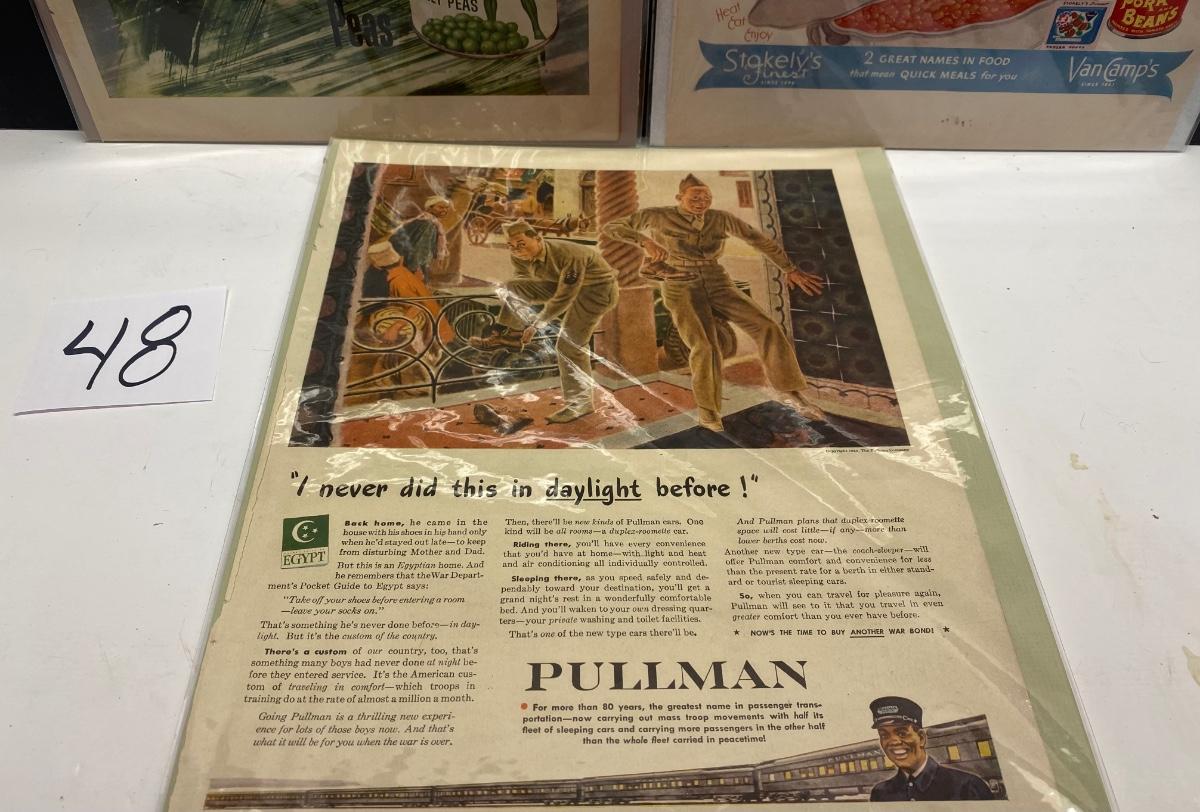 Peas
PEAS
Heat
Eat
Enjoy
Stokely's
finest
2 GREAT NAMES IN FOOD
that mean QUICK MEALS for you
Van Camp's
PORK
BEANS
48
"I never did this in daylight before!"
EGYPT
Back home, he came in the
house with his shoes in his hand only
when he'd stayed out late—to keep
from disturbing Mother and Dad.
But this is an Egyptian home. And
he remembers that the War Depart-
ment's Pocket Guide to Egypt says:
"Take off your shoes before entering a room
—leave your socks on."
That's something he's never done before—in day-
light. But it's the custom of the country.
There's a custom of our country, too, that's
something many boys had never done at night be-
fore they entered service. It's the American cus-
tom of traveling in comfort—which troops in
training do at the rate of almost a million a month.
Going Pullman is a thrilling new experi-
ence for lots of those boys now. And that's
what it will be for you when the war is over.
Then, there'll be new kinds of Pullman cars. One
kind will be all rooms—a duplex-roomette car.
Riding there, you'll have every convenience
that you'd have at home—with light and heat
and air conditioning all individually controlled.
Sleeping there, as you speed safely and de-
pendably toward your destination, you'll get a
grand night's rest in a wonderfully comfortable
bed. And you'll waken to your own dressing quar-
ters—your private washing and toilet facilities.
That's one of the new type cars there'll be.
And Pullman plans that duplex-roomette
space will cost little—if any—more than
lower berths cost now.
Another new type car—the coach-sleeper—will
offer Pullman comfort and convenience for less
than the present rate for a berth in either stand-
ard or tourist sleeping cars.
So, when you can travel for pleasure again,
Pullman will see to it that you travel in even
greater comfort than you ever have before.
★ NOW'S THE TIME TO BUY ANOTHER WAR BOND! ★
PULLMAN
• For more than 80 years, the greatest name in passenger trans-
portation—now carrying out mass troop movements with half its
fleet of sleeping cars and carrying more passengers in the other half
than the whole fleet carried in peacetime!
PULLMAN